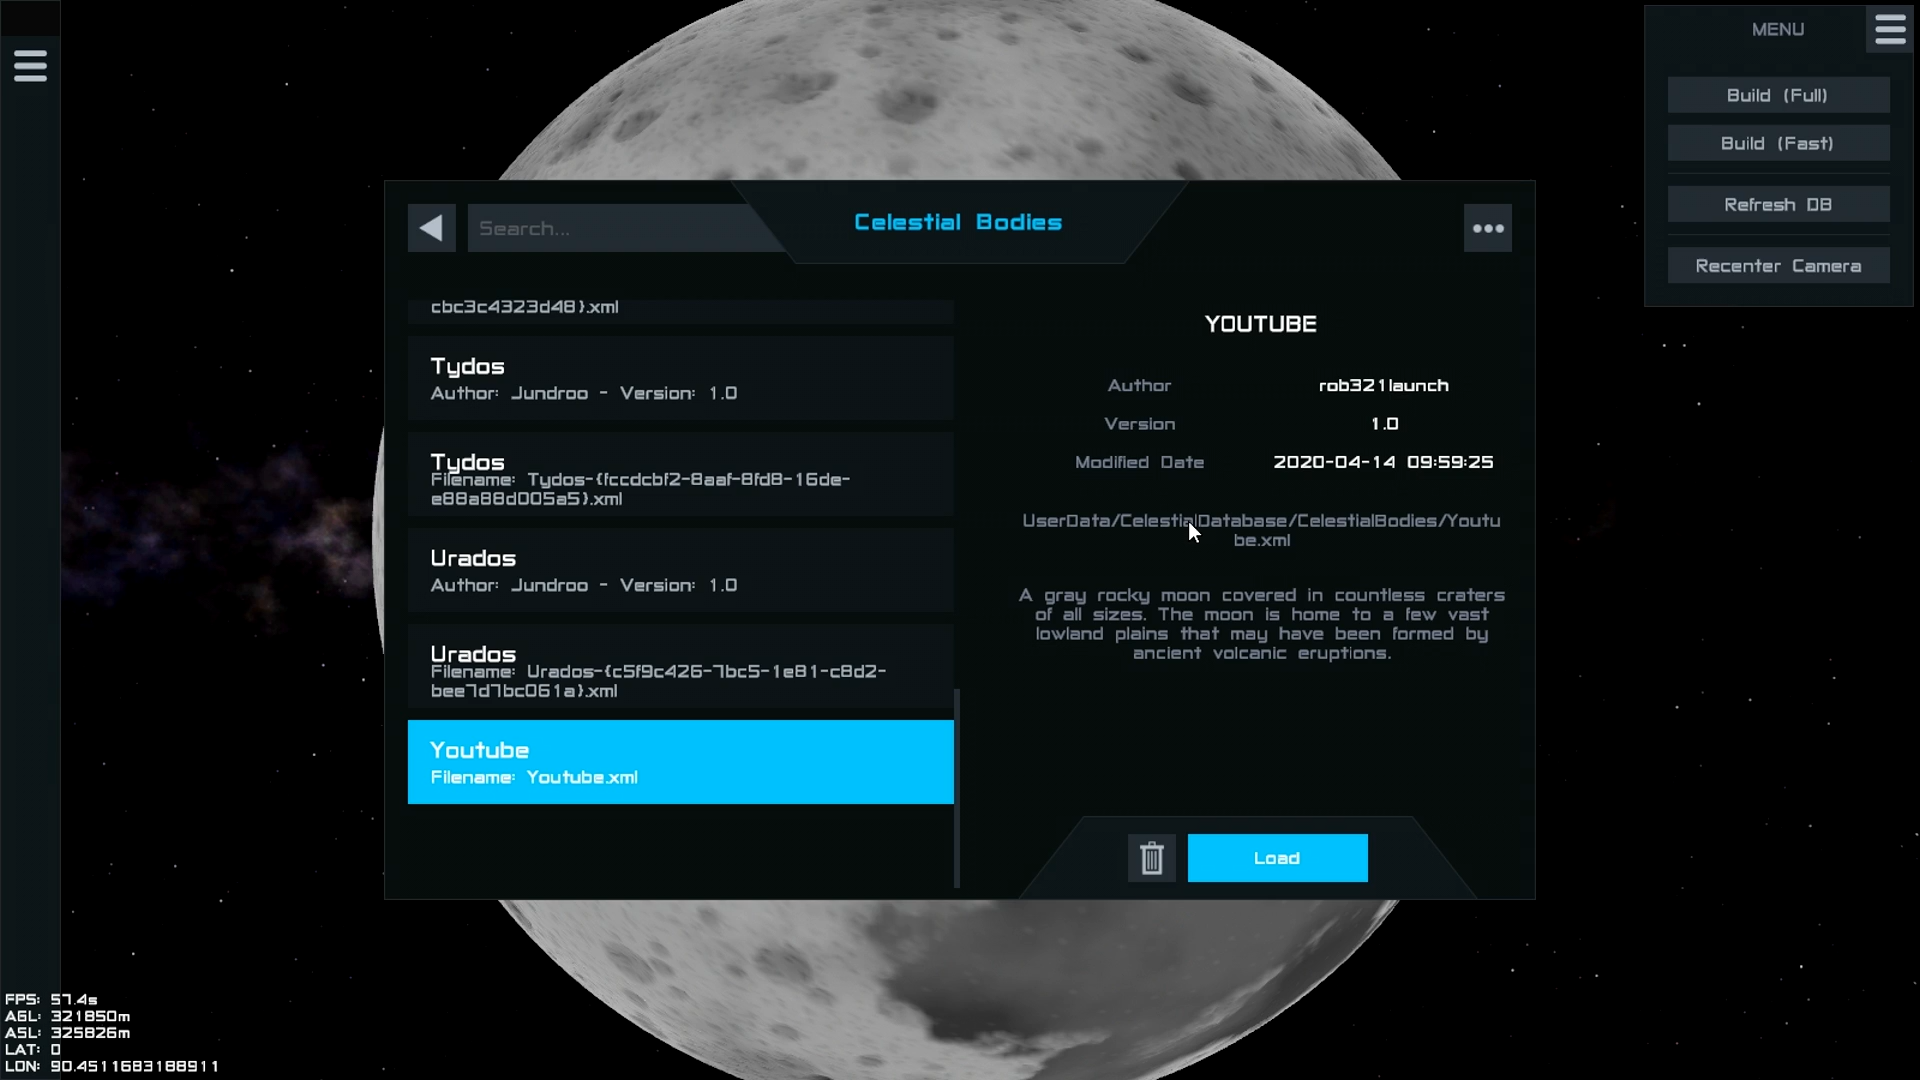 MENU
Build (Full)
Build (Fast)
Refresh DB
Recenter Camera
Search...
Celestial Bodies
cbc3c4323d48}.xml
Tydos
Author: Jundroo - Version: 1.0
Tydos
Filename: Tydos-{fccdcbf2-8aaf-8fd8-16de-
e88a88d005a5}.xml
Urados
Author: Jundroo - Version: 1.0
Urados
Filename: Urados-{c5f9c426-7bc5-1e81-c8d2-
bee7d7bc061a}.xml
Youtube
Filename: Youtube.xml
YOUTUBE
Author rob321launch
Version 1.0
Modified Date 2020-04-14 09:59:25
UserData/CelestialDatabase/CelestialBodies/Youtu
be.xml
A gray rocky moon covered in countless craters
of all sizes. The moon is home to a few vast
lowland plains that may have been formed by
ancient volcanic eruptions.
Load
FPS: 57.4s
AGL: 321850m
ASL: 325826m
LAT: 0
LON: 90.4511683188911